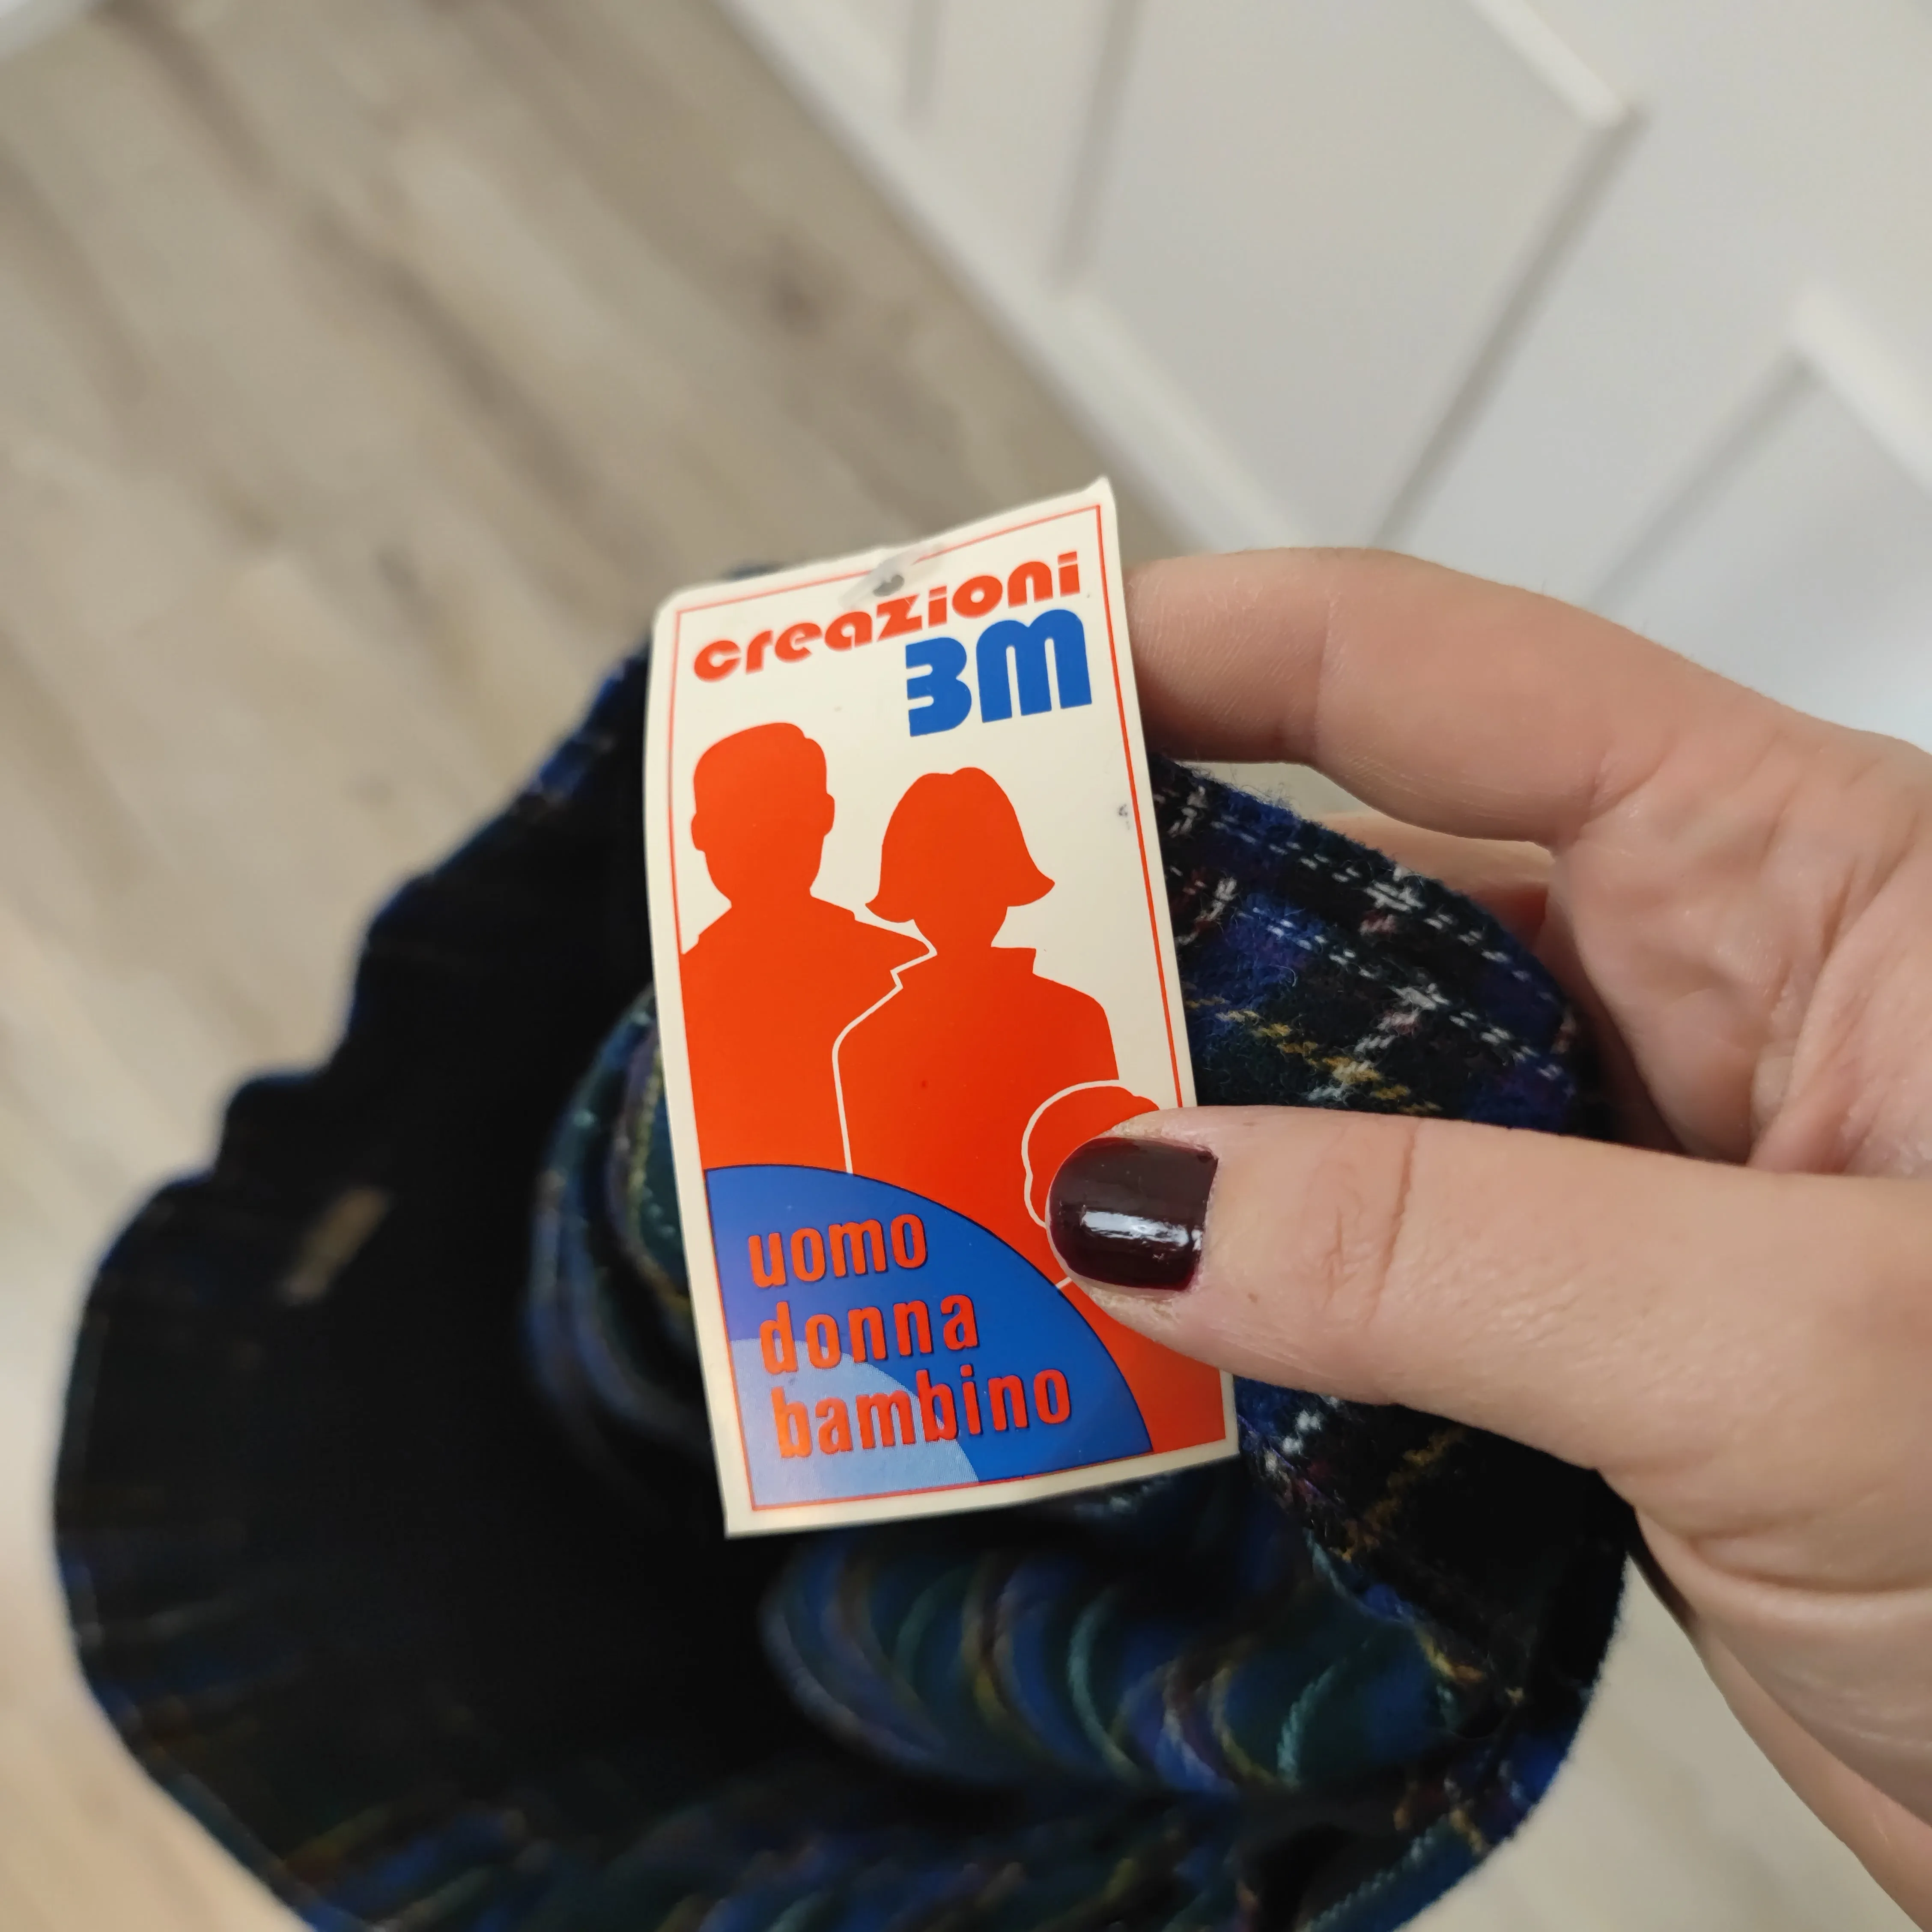 creazioni
3M
uomo
donna
bambino